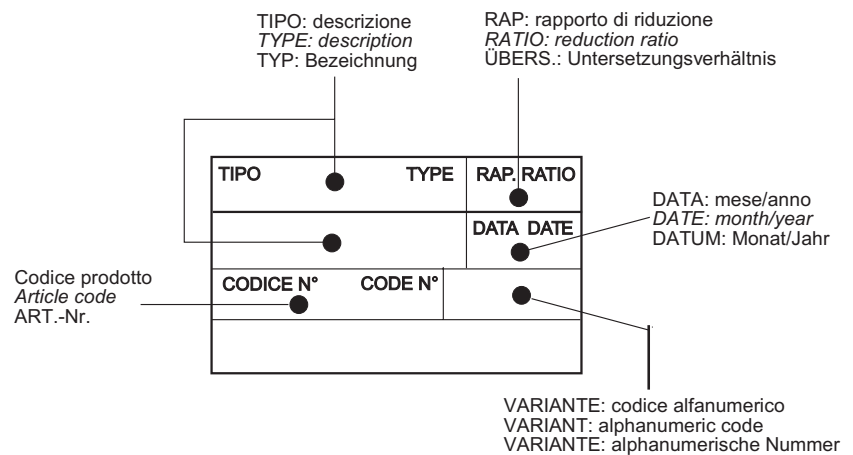 TIPO: descrizione
TYPE: description
TYP: Bezeichnung
RAP: rapporto di riduzione
RATIO: reduction ratio
ÜBERS.: Untersetzungsverhältnis
TIPO TYPE RAP. RATIO
DATA DATE
DATA: mese/anno
DATE: month/year
DATUM: Monat/Jahr
Codice prodotto
Article code
ART.-Nr.
CODICE N° CODE N°
VARIANTE: codice alfanumerico
VARIANT: alphanumeric code
VARIANTE: alphanumerische Nummer